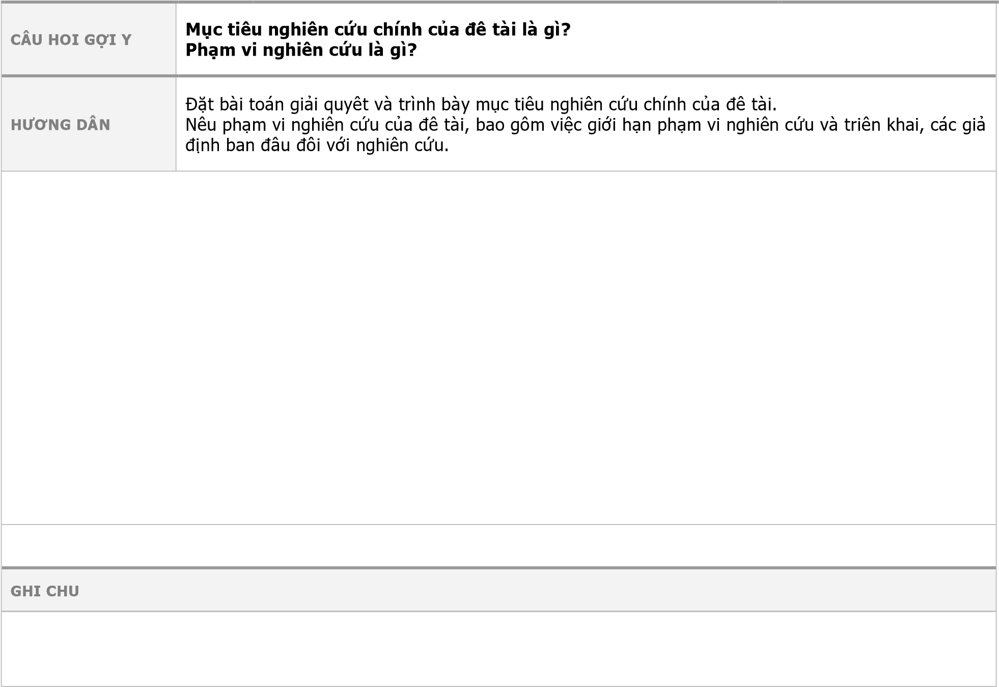 CÂU HOI GỢI Y
Mục tiêu nghiên cứu chính của đê tài là gì?
Phạm vi nghiên cứu là gì?
HƯƠNG DÂN
Đặt bài toán giải quyêt và trình bày mục tiêu nghiên cứu chính của đê tài.
Nêu phạm vi nghiên cứu của đê tài, bao gôm việc giới hạn phạm vi nghiên cứu và triên khai, các giả
định ban đâu đôi với nghiên cứu.
GHI CHU